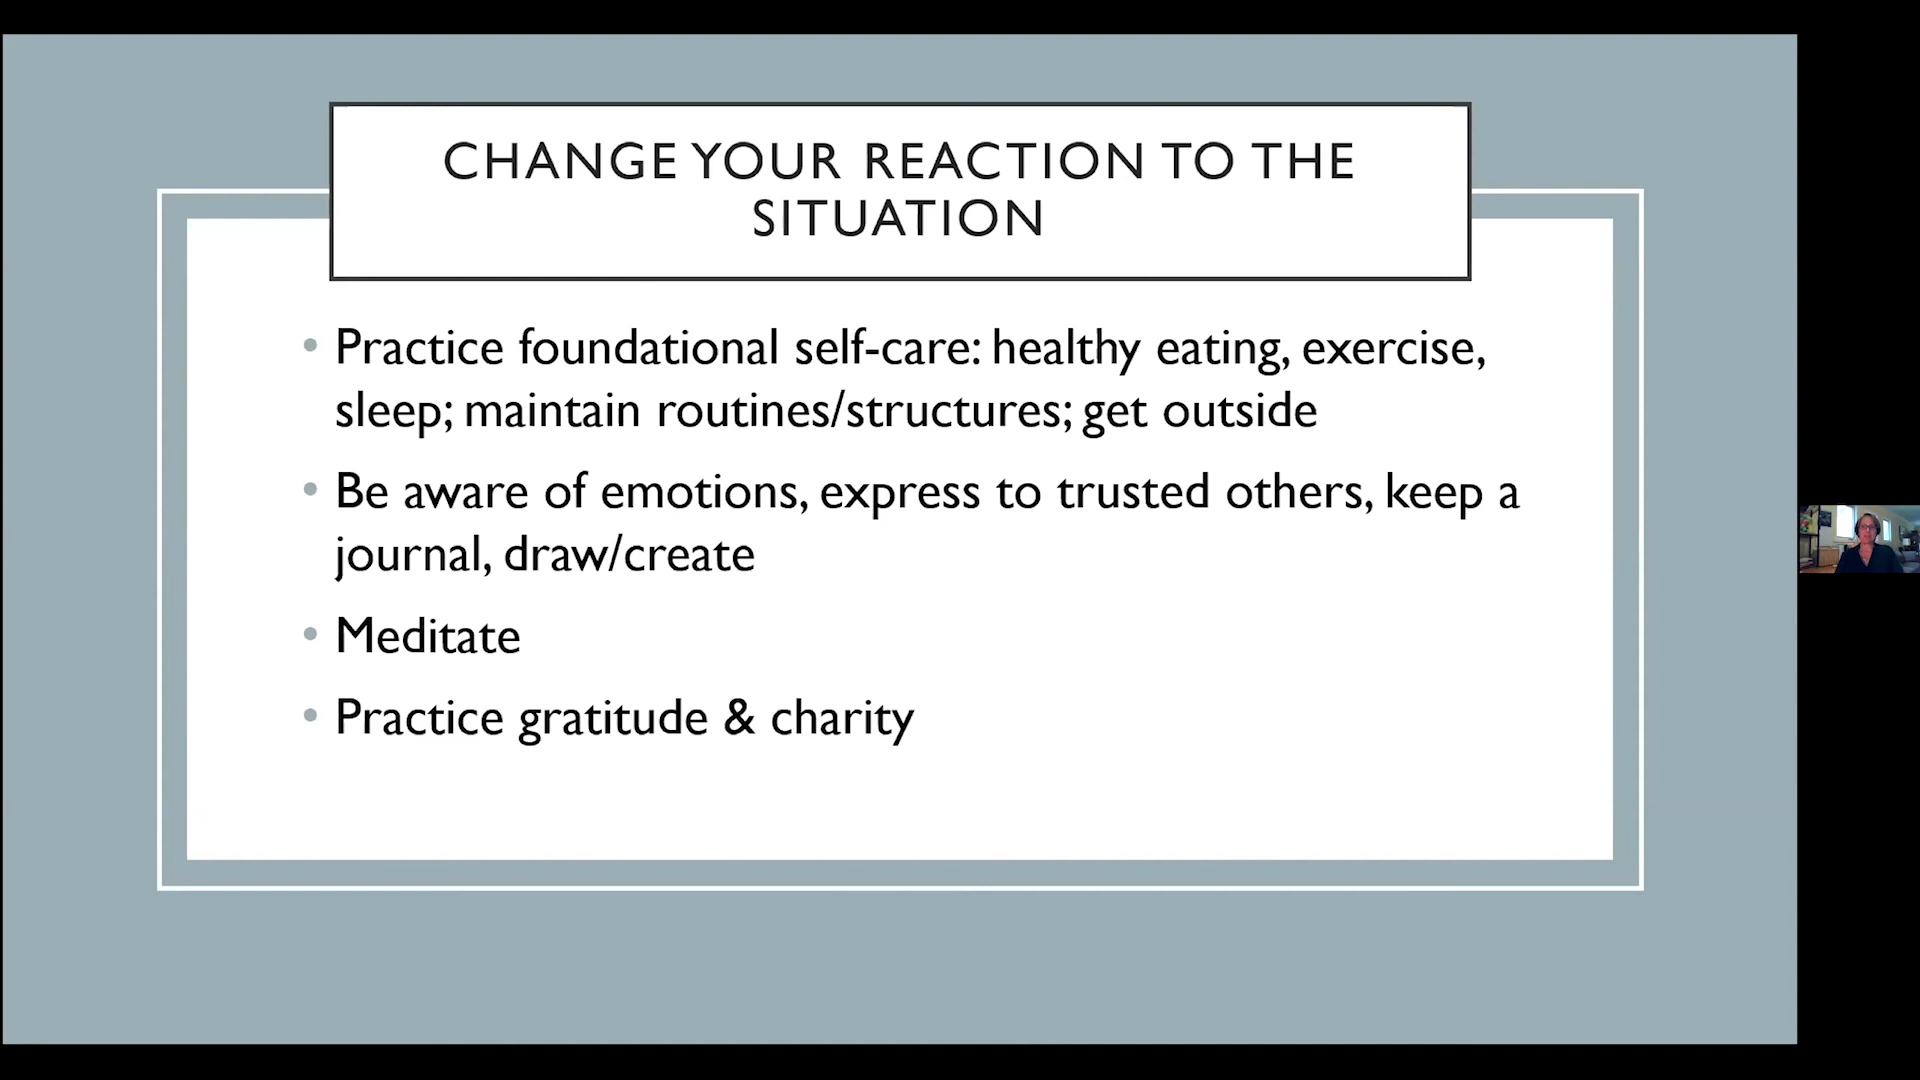 CHANGE YOUR REACTION TO THE
SITUATION
• Practice foundational self-care: healthy eating, exercise,
sleep; maintain routines/structures; get outside
• Be aware of emotions, express to trusted others, keep a
journal, draw/create
• Meditate
• Practice gratitude & charity